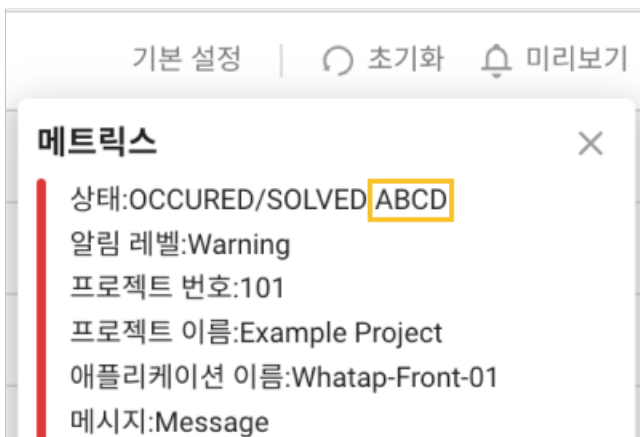 기본 설정 | 초기화 미리보기
메트릭스
상태:OCCURED/SOLVED ABCD
알림 레벨:Warning
프로젝트 번호:101
프로젝트 이름:Example Project
애플리케이션 이름:Whatap-Front-01
메시지:Message